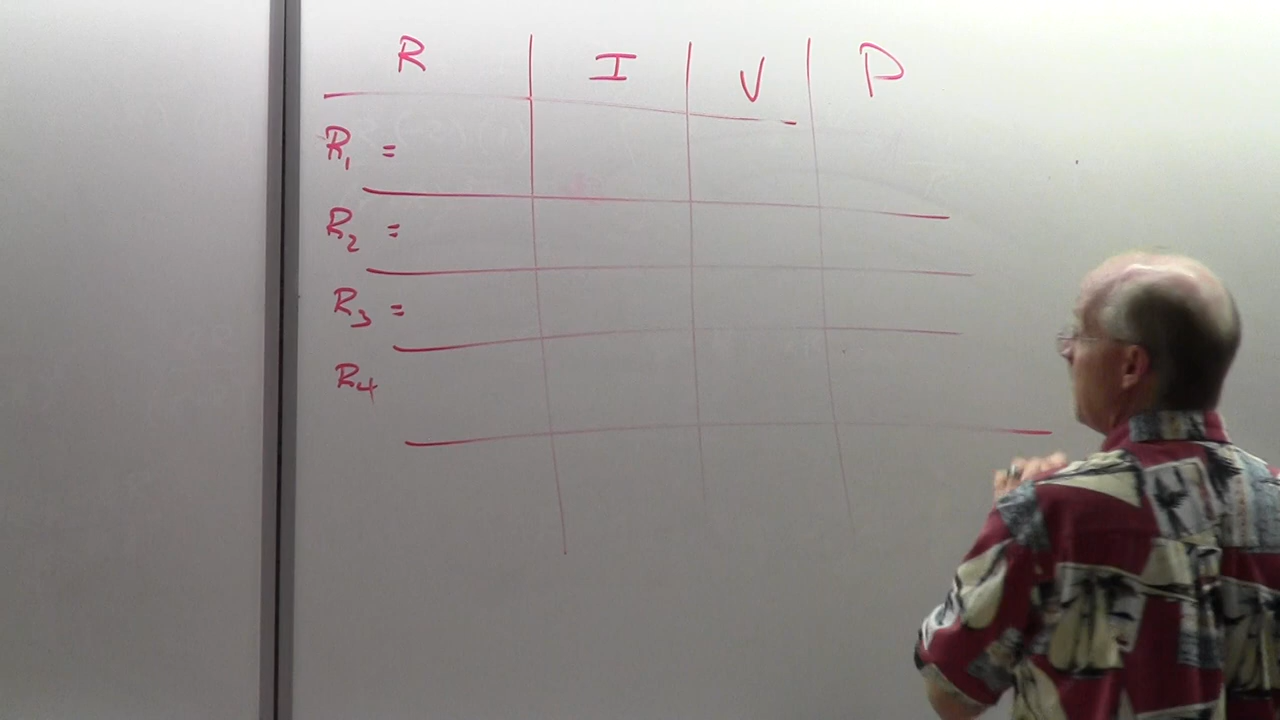 R I V P
R1 =
R2 =
R3 =
R4